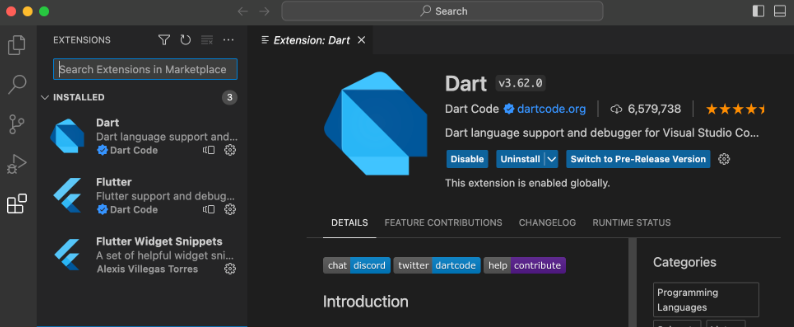 Search
EXTENSIONS
Search Extensions in Marketplace
INSTALLED
3
Dart
Dart language support and...
Dart Code
Flutter
Flutter support and debug...
Dart Code
Flutter Widget Snippets
A set of helpful widget sni...
Alexis Villegas Torres
Extension: Dart
Dart v3.62.0
Dart Code dartcode.org 6,579,738
Dart language support and debugger for Visual Studio Co...
Disable Uninstall Switch to Pre-Release Version
This extension is enabled globally.
DETAILS FEATURE CONTRIBUTIONS CHANGELOG RUNTIME STATUS
chat discord twitter dartcode help contribute
Introduction
Categories
Programming
Languages